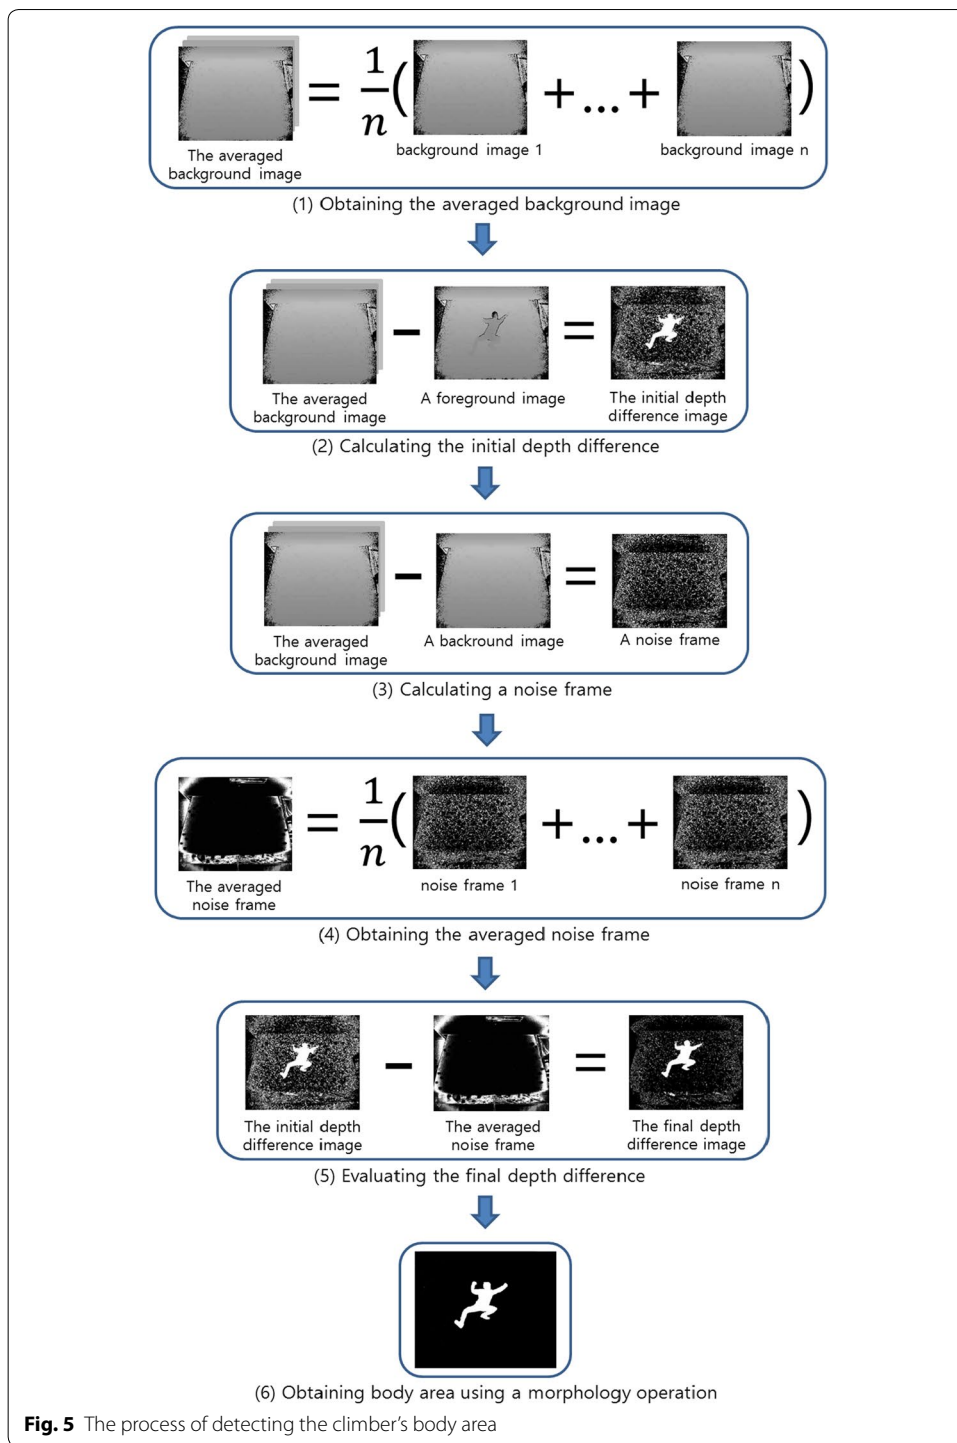 = 1/n ( + ... + )
The averaged
background image
background image 1
background image n
(1) Obtaining the averaged background image
− =
The averaged
background image
A foreground image
The initial depth
difference image
(2) Calculating the initial depth difference
− =
The averaged
background image
A backround image
A noise frame
(3) Calculating a noise frame
= 1/n ( + ... + )
The averaged
noise frame
noise frame 1
noise frame n
(4) Obtaining the averaged noise frame
− =
The initial depth
difference image
The averaged
noise frame
The final depth
difference image
(5) Evaluating the final depth difference
(6) Obtaining body area using a morphology operation
Fig. 5 The process of detecting the climber’s body area